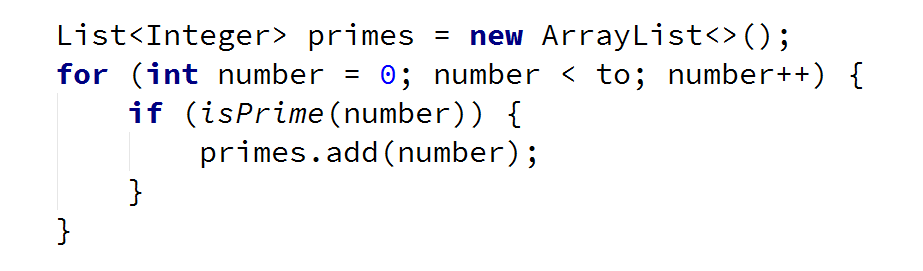 List<Integer> primes = new ArrayList<>();
for (int number = 0; number < to; number++) {
    if (isPrime(number)) {
        primes.add(number);
    }
}